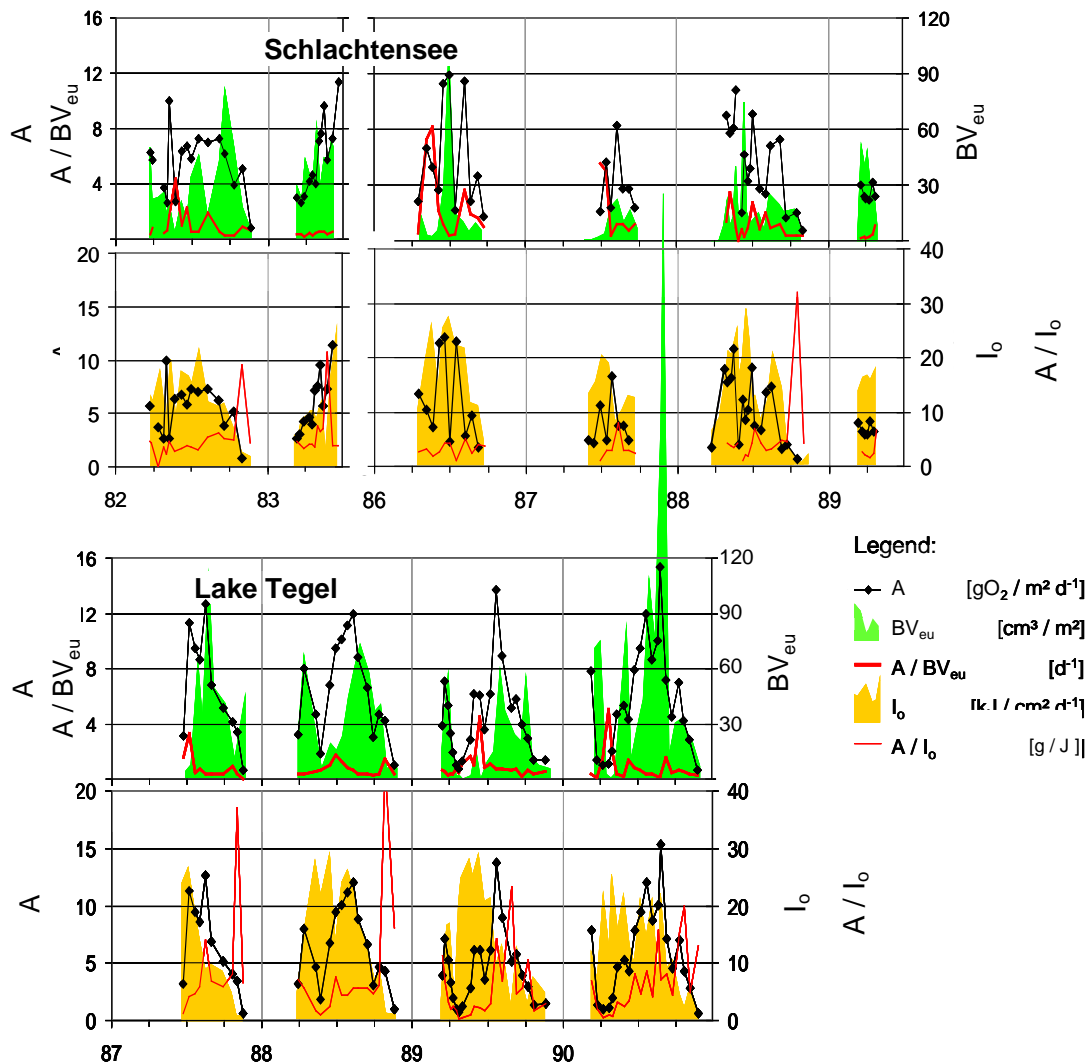 Schlachtensee
16
12
8
4
A
A / BVeu
120
90
60
30
BVeu
20
15
10
5
0
40
30
20
10
0
Io
A / Io
82
83
86
87
88
89
Lake Tegel
16
12
8
4
A
A / BVeu
120
90
60
30
BVeu
Legend:
A [gO2 / m² d-1]
BVeu [cm³ / m²]
A / BVeu [d-1]
Io
A / Io [g / J ]
20
15
10
5
0
A
40
30
20
10
0
Io
A / Io
87
88
89
90